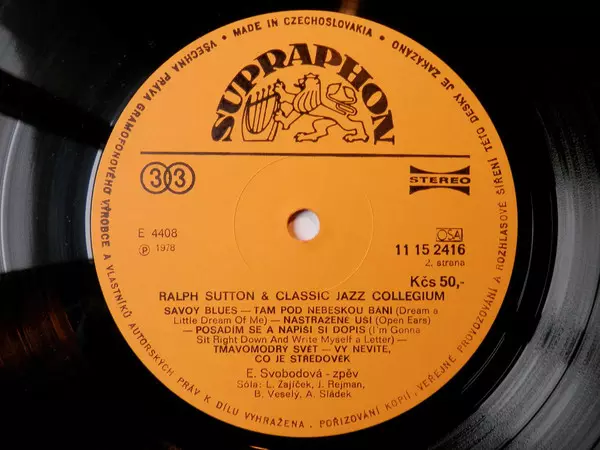 MADE IN CZECHOSLOVAKIA • VŠECHNA PRÁVA GRAMOFONOVÉHO VÝROBCE A VLASTNÍKŮ AUTORSKÝCH PRÁV K DÍLU VYHRAŽENA. POŘIZOVÁNÍ KOPIÍ, VEŘEJNÉ PROVOZOVÁNÍ A ROZHLASOVÉ ŠÍŘENÍ TÉTO DESKY JE ZAKÁZÁNO
SUPRAPHON
33
STEREO
E 4408
℗ 1978
OSA
11 15 2416
2. strana
Kčs 50,-
RALPH SUTTON & CLASSIC JAZZ COLLEGIUM
SAVOY BLUES — TAM POD NEBESKOU BÁNÍ (Dream a
Little Dream Of Me) — NASTRAŽENÉ UŠI (Open Ears)
— POSADÍM SE A NAPÍŠI SI DOPIS (I'm Gonna
Sit Right Down And Write Myself a Letter) —
TMAVOMODRÝ SVĚT — VY NEVÍTE,
CO JE STŘEDOVĚK
E. Svobodová - zpěv
Sóla: L. Zajíček, J. Rejman,
B. Veselý, A. Sládek